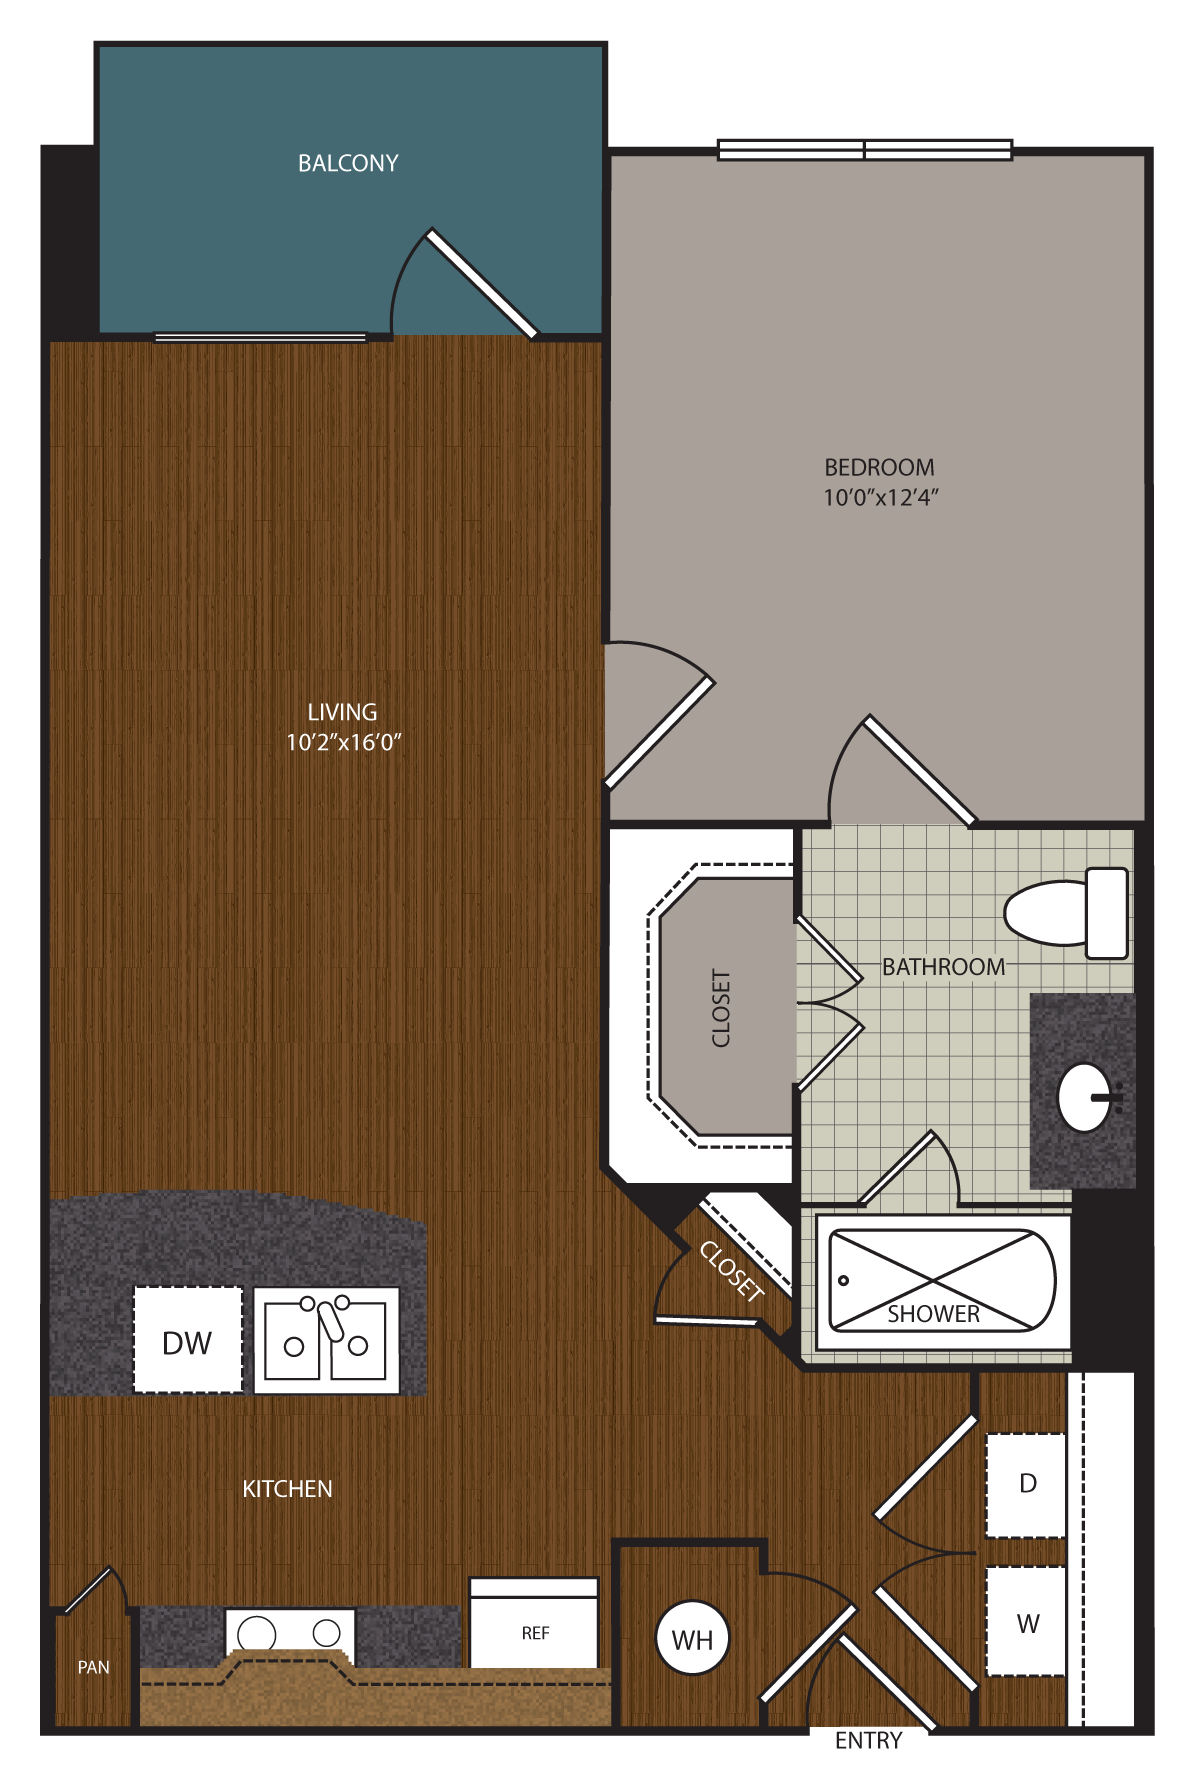 BALCONY
BEDROOM
10'0"x12'4"
LIVING
10'2"x16'0"
BATHROOM
CLOSET
CLOSET
SHOWER
DW
KITCHEN
D
W
REF
WH
PAN
ENTRY